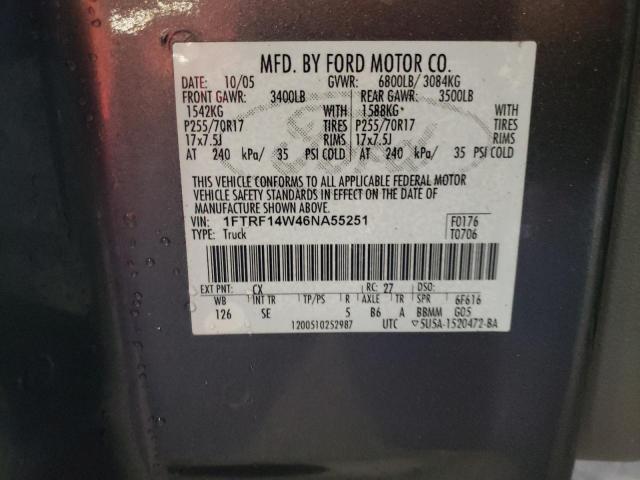 MFD. BY FORD MOTOR CO.
DATE: 10/05 GVWR: 6800LB/ 3084KG
FRONT GAWR: 3400LB REAR GAWR: 3500LB
1542KG WITH 1588KG* WITH
P255/70R17 TIRES P255/70R17 TIRES
17x7.5J RIMS 17x7.5J RIMS
AT 240 kPa/ 35 PSI COLD AT 240 kPa/ 35 PSI COLD
THIS VEHICLE CONFORMS TO ALL APPLICABLE FEDERAL MOTOR
VEHICLE SAFETY STANDARDS IN EFFECT ON THE DATE OF
MANUFACTURE SHOWN ABOVE.
VIN: 1FTRF14W46NA55251 F0176
TYPE: Truck T0706
EXT PNT: CX RC: 27 DSO:
WB INT TR TP/PS R AXLE TR SPR 6F616
126 SE 5 B6 A BBMM G05
1200510252987 UTC ▽5U5A-1520472-BA